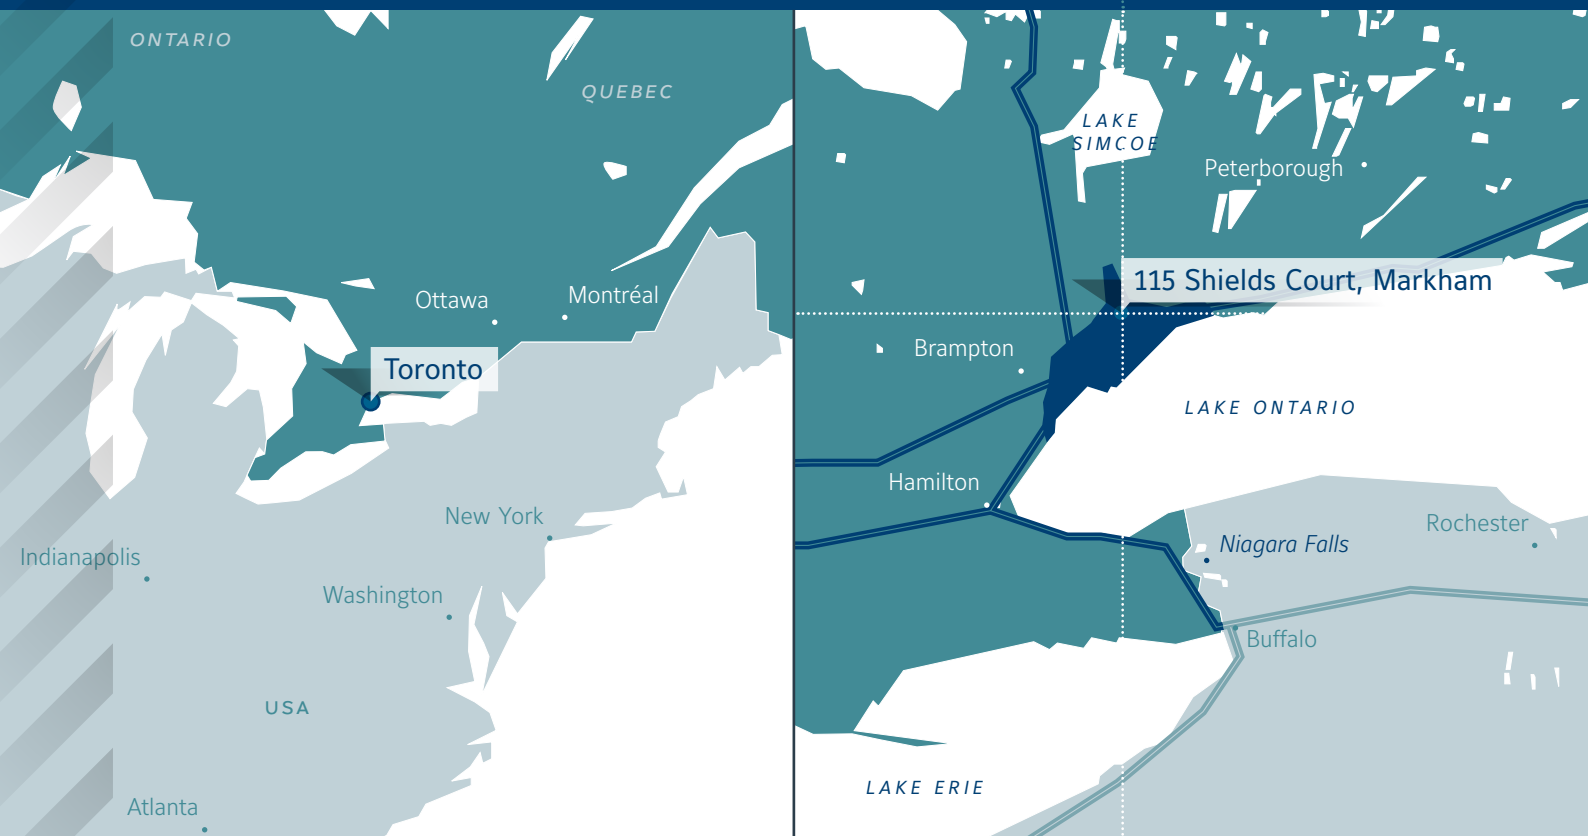 ONTARIO
QUEBEC
Ottawa
Montréal
Toronto
New York
Indianapolis
Washington
USA
Atlanta
LAKE
SIMCOE
Peterborough
115 Shields Court, Markham
Brampton
LAKE ONTARIO
Hamilton
Rochester
Niagara Falls
Buffalo
LAKE ERIE